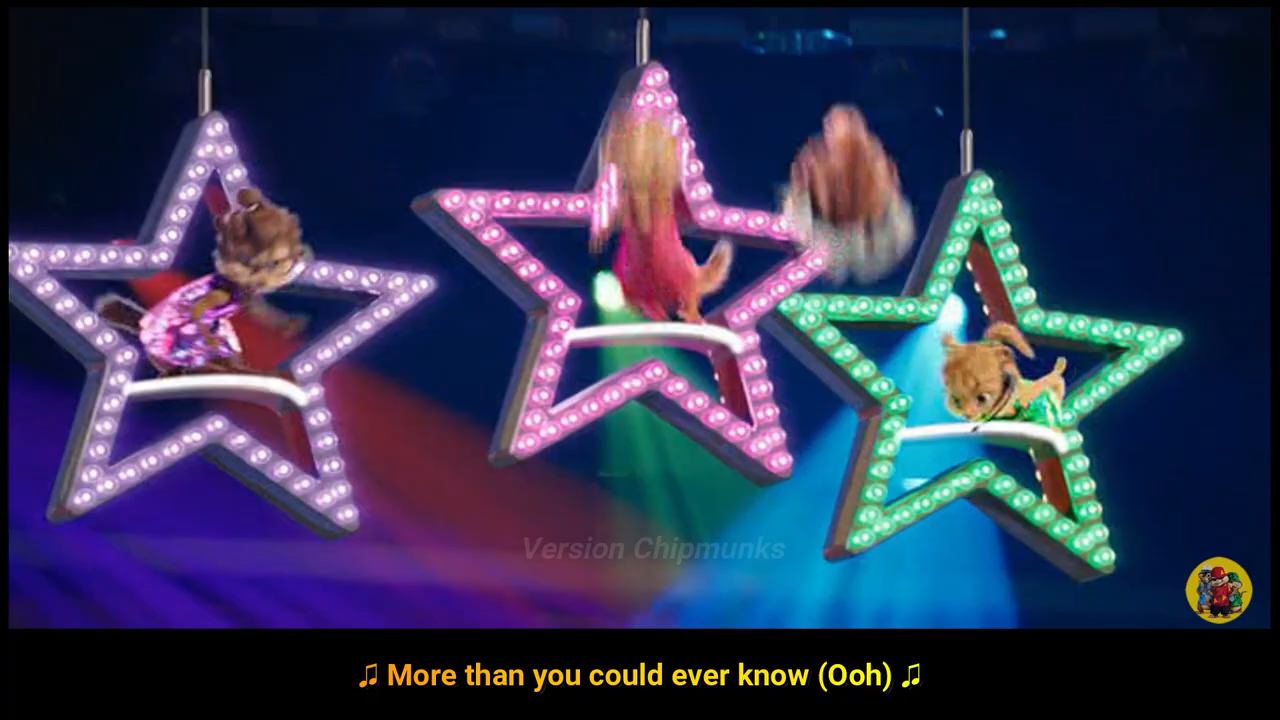 Version Chipmunks
♫ More than you could ever know (Ooh) ♫